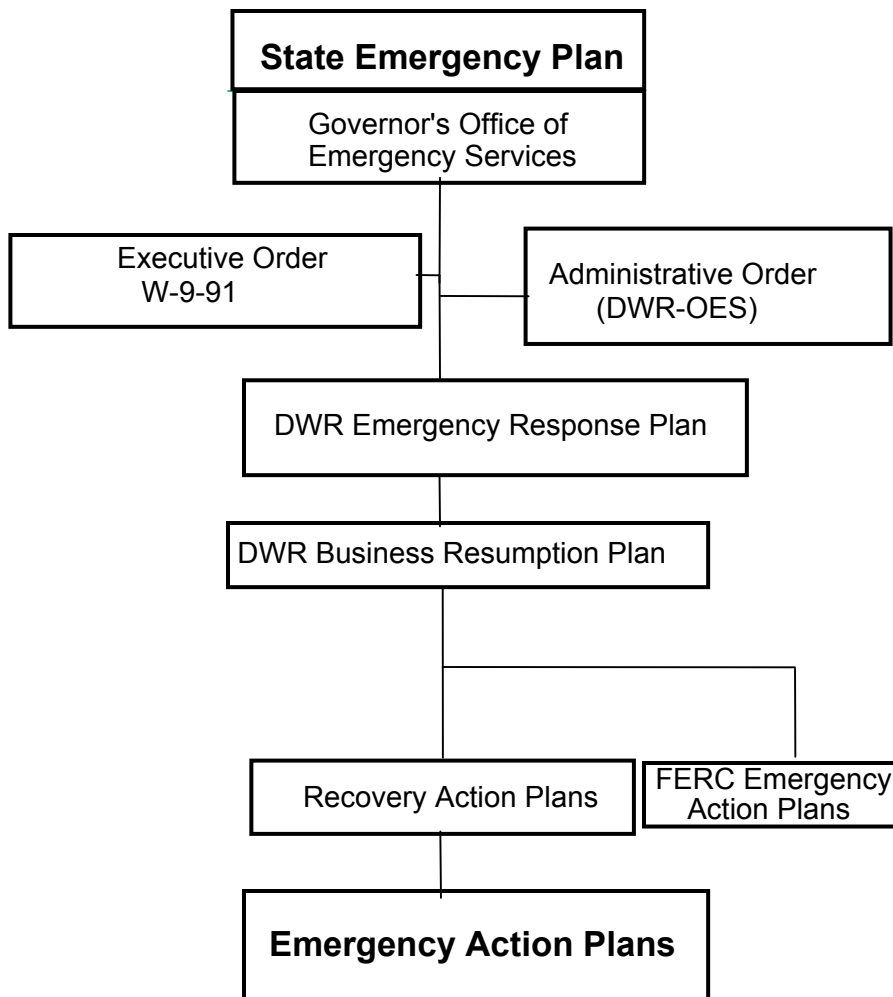 State Emergency Plan
Governor's Office of
Emergency Services
Executive Order
W-9-91
Administrative Order
(DWR-OES)
DWR Emergency Response Plan
DWR Business Resumption Plan
Recovery Action Plans
FERC Emergency
Action Plans
Emergency Action Plans